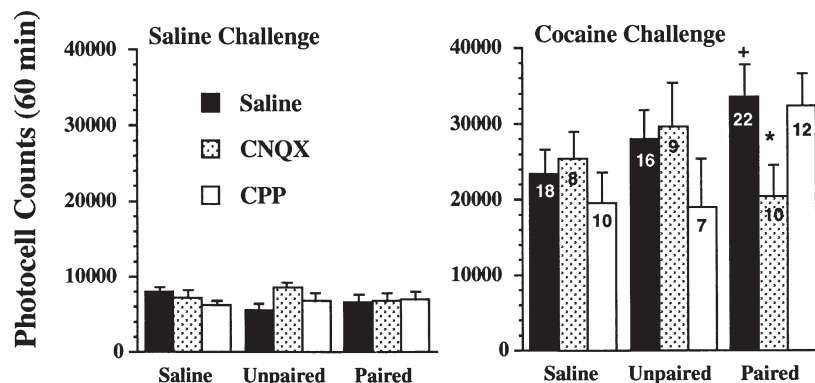 Photocell Counts (60 min)
Saline Challenge
40000
30000
20000
10000
0
Saline
CNQX
CPP
Saline Unpaired Paired
Cocaine Challenge
40000
30000
20000
10000
0
18 8 10
16 9 7
+
22 * 10 12
Saline Unpaired Paired